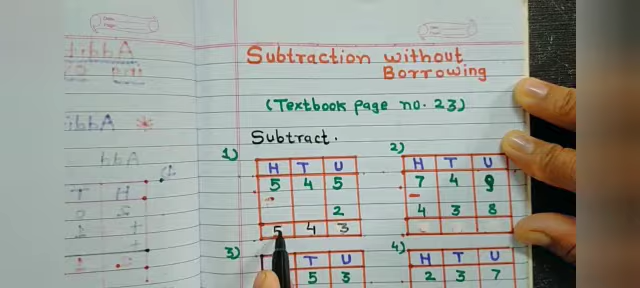 Subtraction without
Borrowing
(Textbook page no. 23)
Subtract.
1)
H T U
5 4 5
- 2
5 4 3
2)
H T U
7 4 9
-
4 3 8
3)
T U
5 3
4)
H T U
2 3 7